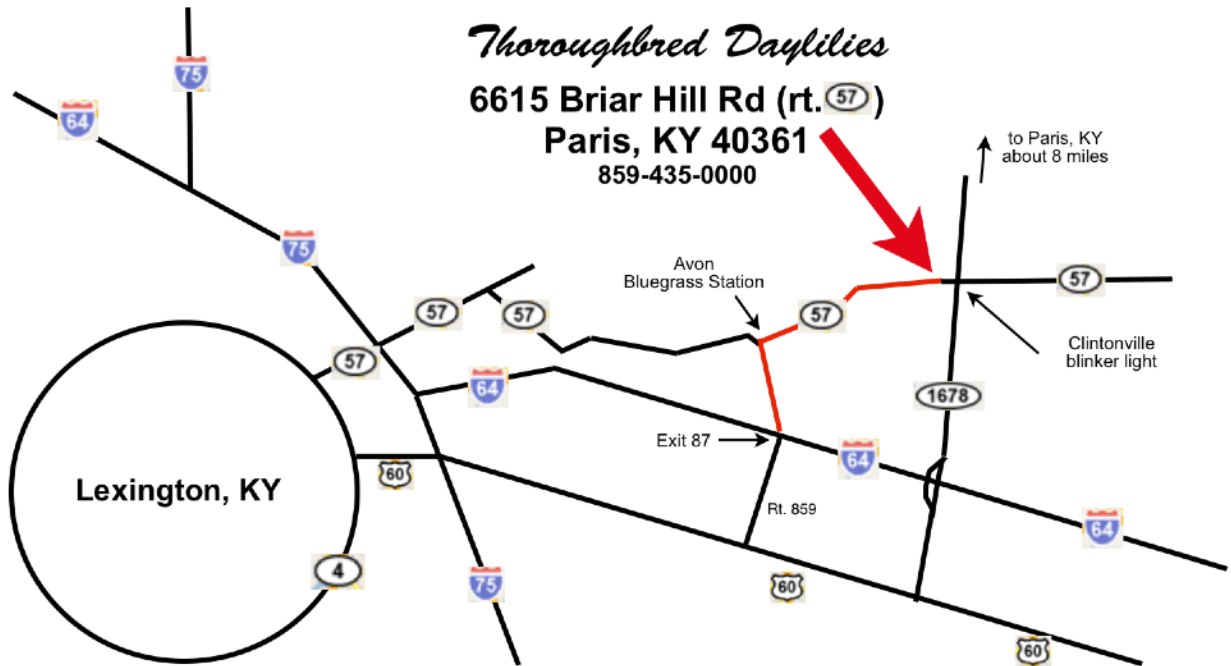 Thoroughbred Daylilies
6615 Briar Hill Rd (rt. 57)
Paris, KY 40361
859-435-0000
75
64
to Paris, KY
about 8 miles
75
Avon
Bluegrass Station
57
57
57
57
57
Clintonville
blinker light
64
1678
Exit 87
64
60
Lexington, KY
Rt. 859
64
4
75
60
60